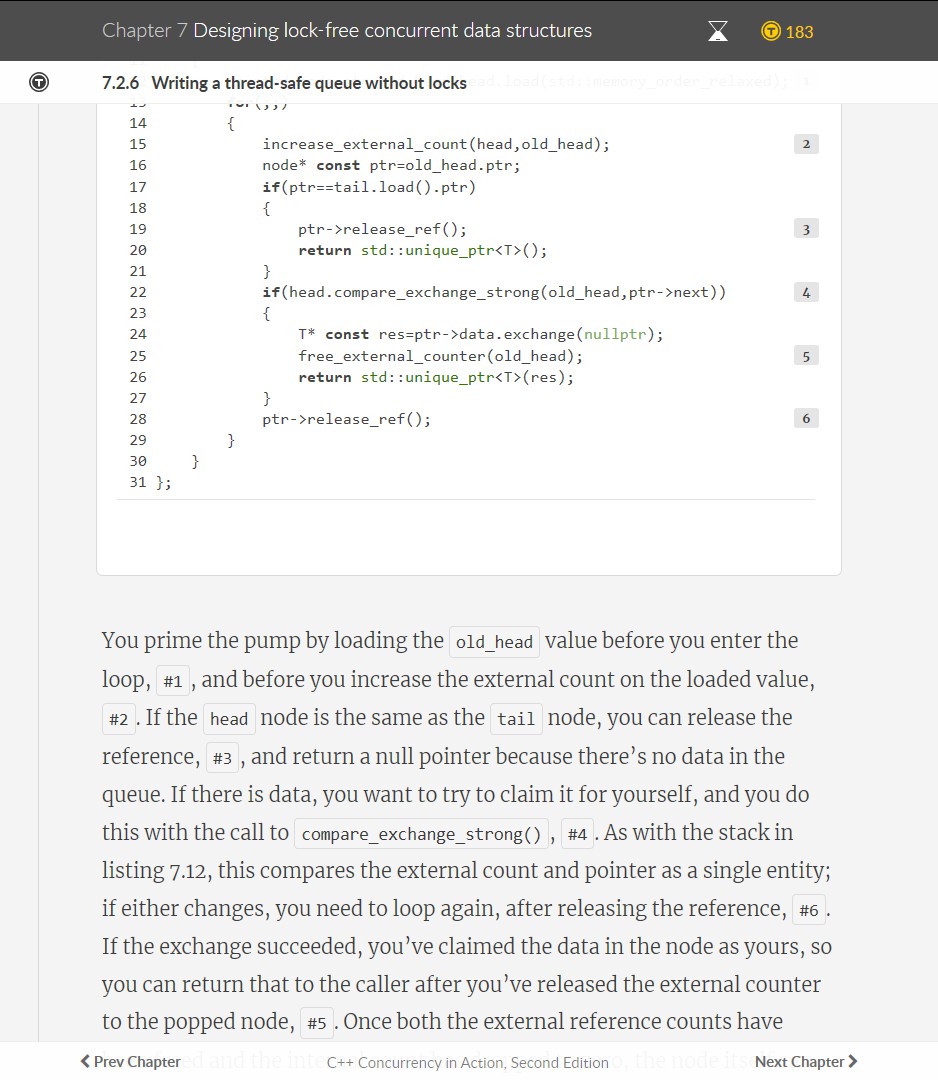 Chapter 7 Designing lock-free concurrent data structures
183
7.2.6 Writing a thread-safe queue without locks
ead.load(std::memory_order_relaxed); 1
13 for(;;)
14 {
15 increase_external_count(head,old_head); 2
16 node* const ptr=old_head.ptr;
17 if(ptr==tail.load().ptr)
18 {
19 ptr->release_ref(); 3
20 return std::unique_ptr<T>();
21 }
22 if(head.compare_exchange_strong(old_head,ptr->next)) 4
23 {
24 T* const res=ptr->data.exchange(nullptr);
25 free_external_counter(old_head); 5
26 return std::unique_ptr<T>(res);
27 }
28 ptr->release_ref(); 6
29 }
30 }
31 };
You prime the pump by loading the old_head value before you enter the
loop, #1 , and before you increase the external count on the loaded value,
#2 . If the head node is the same as the tail node, you can release the
reference, #3 , and return a null pointer because there’s no data in the
queue. If there is data, you want to try to claim it for yourself, and you do
this with the call to compare_exchange_strong() , #4 . As with the stack in
listing 7.12, this compares the external count and pointer as a single entity;
if either changes, you need to loop again, after releasing the reference, #6 .
If the exchange succeeded, you’ve claimed the data in the node as yours, so
you can return that to the caller after you’ve released the external counter
to the popped node, #5 . Once both the external reference counts have
Prev Chapter
C++ Concurrency in Action, Second Edition
Next Chapter